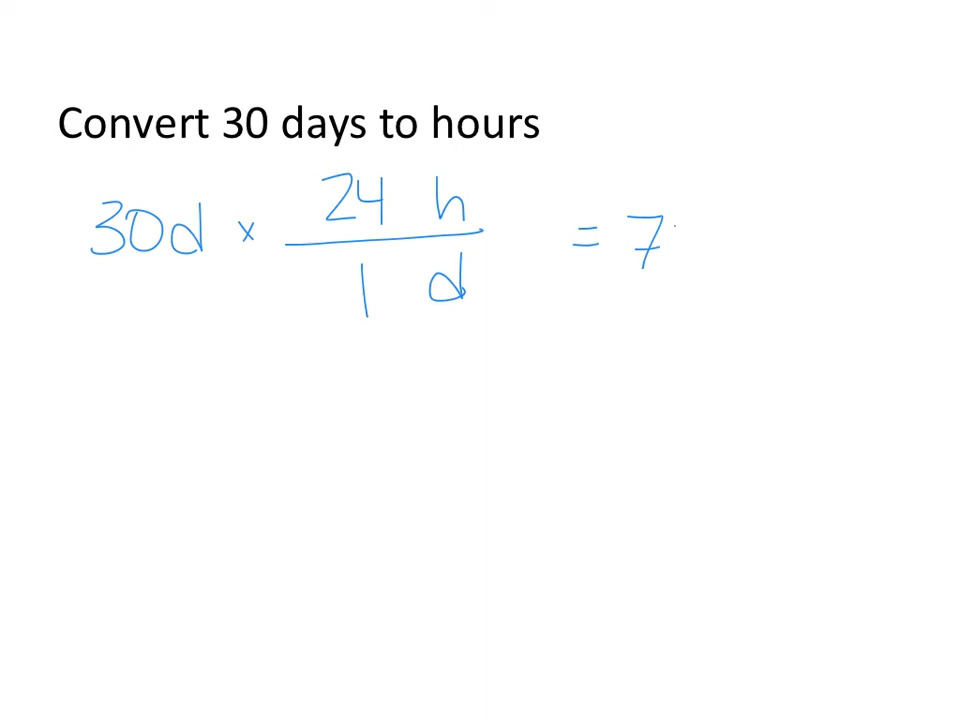 Convert 30 days to hours
30d × 24 h / 1 d = 7